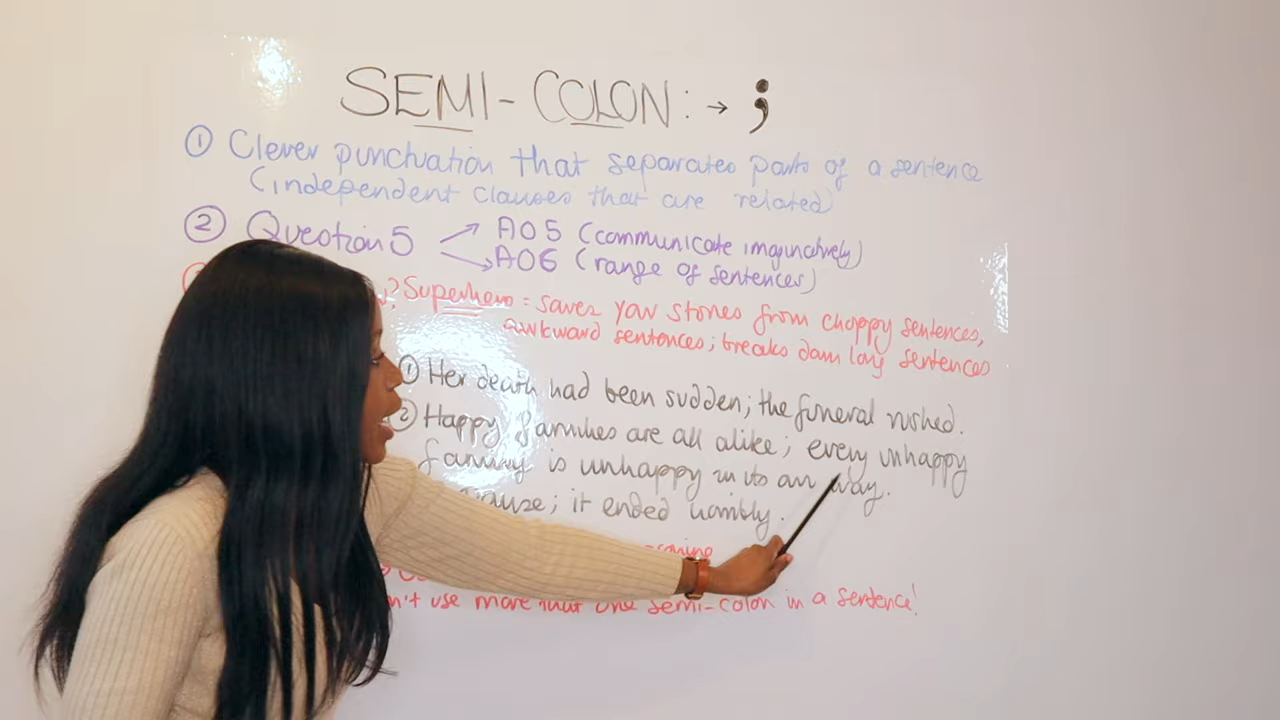 SEMI-COLON: → ;
① Clever punctuation that separates parts of a sentence
(independent clauses that are related)
② Question 5 AO5 (communicate imaginatively)
AO6 (range of sentences)
? Superhero = saves your stories from choppy sentences,
awkward sentences; breaks down long sentences
① Her death had been sudden; the funeral rushed.
② Happy families are all alike; every unhappy
family is unhappy in its own way.
; it ended
use more that one semi-colon in a sentence!